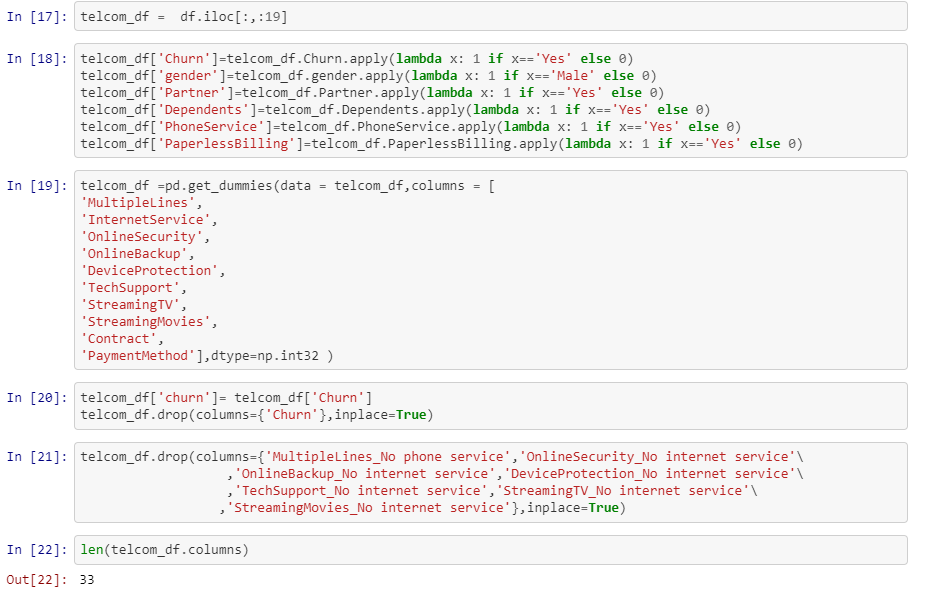 In [17]: telcom_df =  df.iloc[:,:19]
In [18]: telcom_df['Churn']=telcom_df.Churn.apply(lambda x: 1 if x=='Yes' else 0)
telcom_df['gender']=telcom_df.gender.apply(lambda x: 1 if x=='Male' else 0)
telcom_df['Partner']=telcom_df.Partner.apply(lambda x: 1 if x=='Yes' else 0)
telcom_df['Dependents']=telcom_df.Dependents.apply(lambda x: 1 if x=='Yes' else 0)
telcom_df['PhoneService']=telcom_df.PhoneService.apply(lambda x: 1 if x=='Yes' else 0)
telcom_df['PaperlessBilling']=telcom_df.PaperlessBilling.apply(lambda x: 1 if x=='Yes' else 0)
In [19]: telcom_df =pd.get_dummies(data = telcom_df,columns = [
'MultipleLines',
'InternetService',
'OnlineSecurity',
'OnlineBackup',
'DeviceProtection',
'TechSupport',
'StreamingTV',
'StreamingMovies',
'Contract',
'PaymentMethod'],dtype=np.int32 )
In [20]: telcom_df['churn']= telcom_df['Churn']
telcom_df.drop(columns={'Churn'},inplace=True)
In [21]: telcom_df.drop(columns={'MultipleLines_No phone service','OnlineSecurity_No internet service'\
,'OnlineBackup_No internet service','DeviceProtection_No internet service'\
,'TechSupport_No internet service','StreamingTV_No internet service'\
,'StreamingMovies_No internet service'},inplace=True)
In [22]: len(telcom_df.columns)
Out[22]: 33